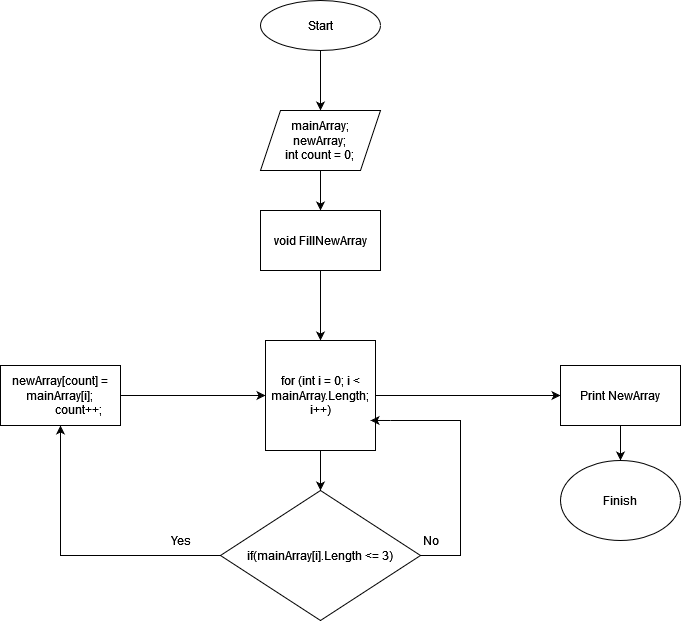 Start
mainArray;
newArray;
int count = 0;
void FillNewArray
for (int i = 0; i <
mainArray.Length;
i++)
newArray[count] =
mainArray[i];
count++;
Print NewArray
Finish
Yes
if(mainArray[i].Length <= 3)
No